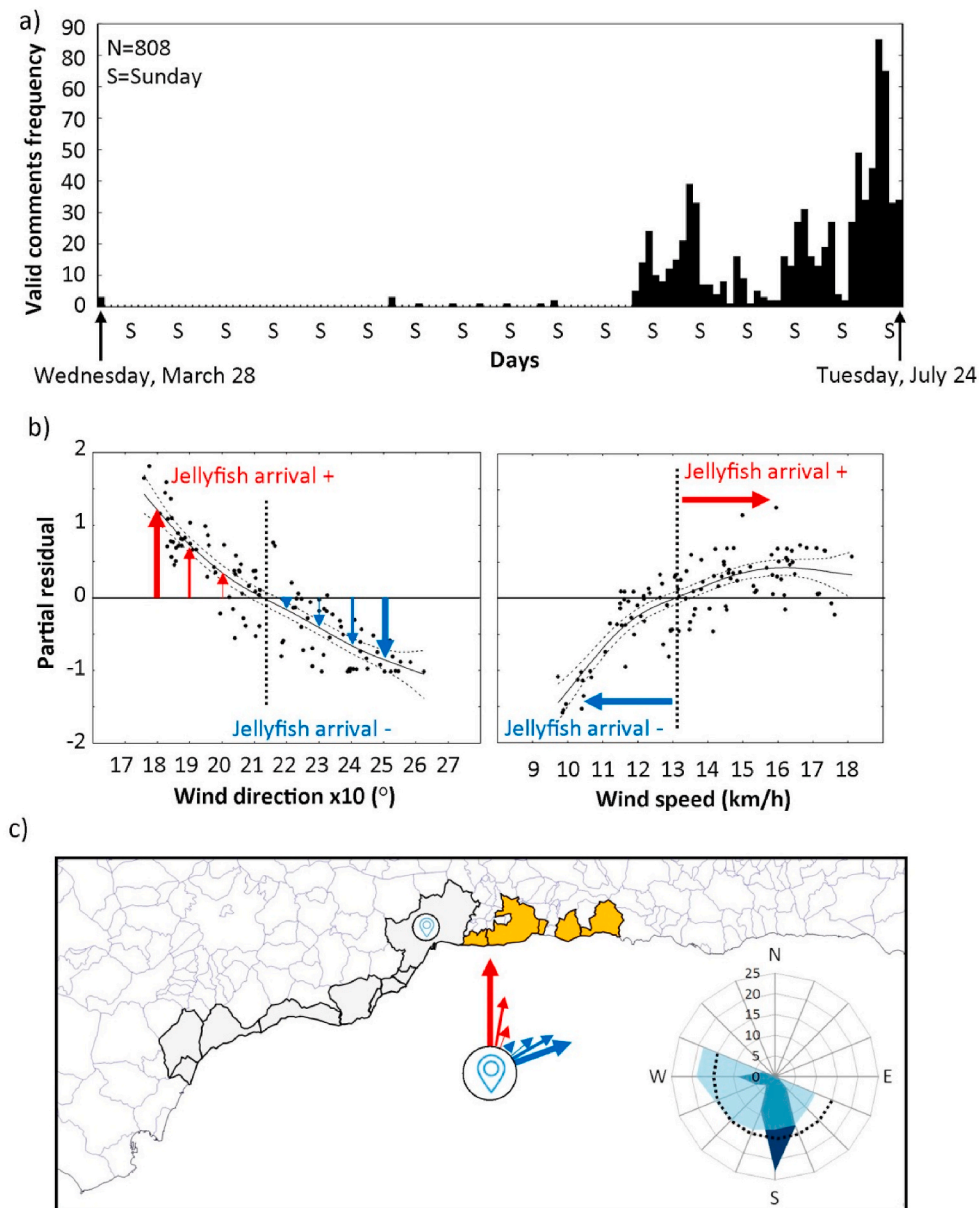 a)
N=808
S=Sunday
Valid comments frequency
90
80
60
70
50
40
30
20
10
0
S S S S S S S S S S S S S S S S S
Days
Wednesday, March 28
Tuesday, July 24
b)
Partial residual
2
1
0
-1
-2
Jellyfish arrival +
Jellyfish arrival -
17 18 19 20 21 22 23 24 25 26 27
Wind direction x10 (°)
Jellyfish arrival +
Jellyfish arrival -
9 10 11 12 13 14 15 16 17 18
Wind speed (km/h)
c)
N
25
20
15
10
5
0
W
E
S